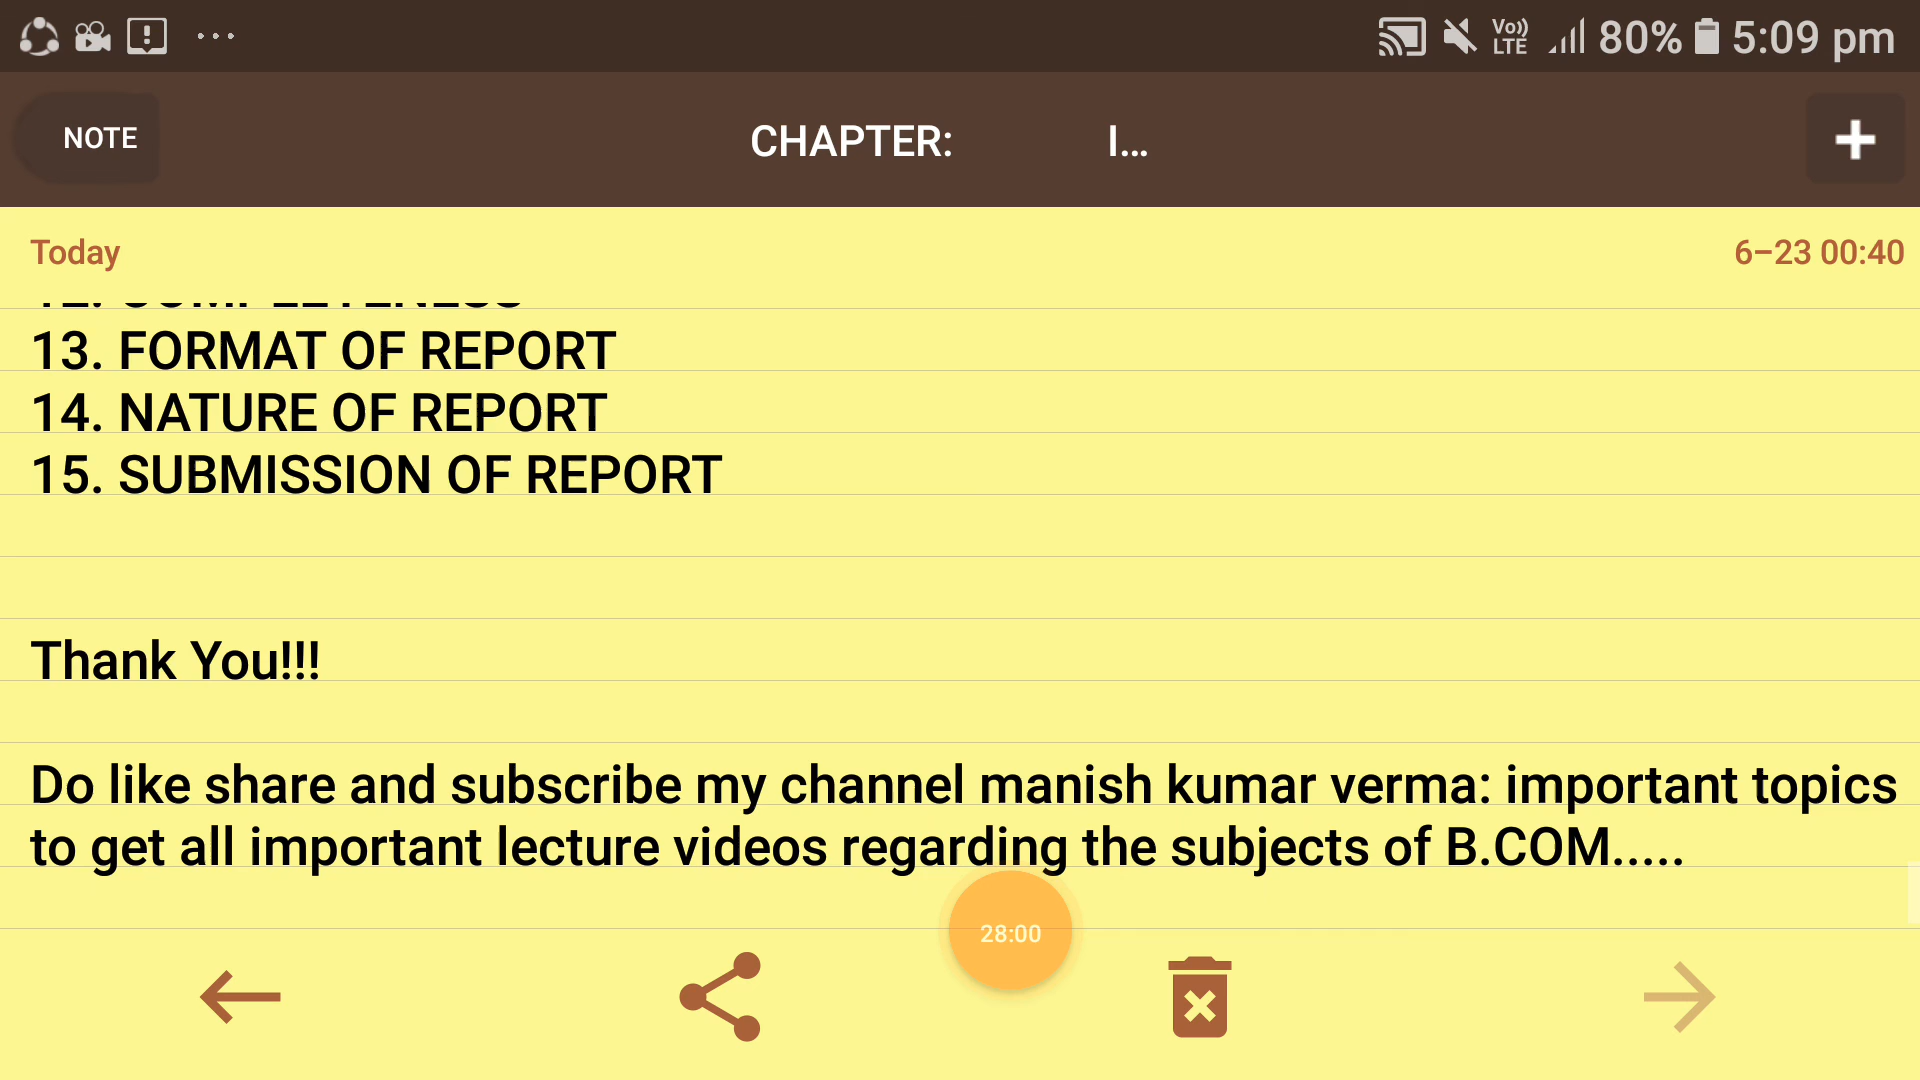 Vo)) LTE 80% 5:09 pm
NOTE CHAPTER: I...
Today 6–23 00:40
13. FORMAT OF REPORT
14. NATURE OF REPORT
15. SUBMISSION OF REPORT
Thank You!!!
Do like share and subscribe my channel manish kumar verma: important topics
to get all important lecture videos regarding the subjects of B.COM.....
28:00